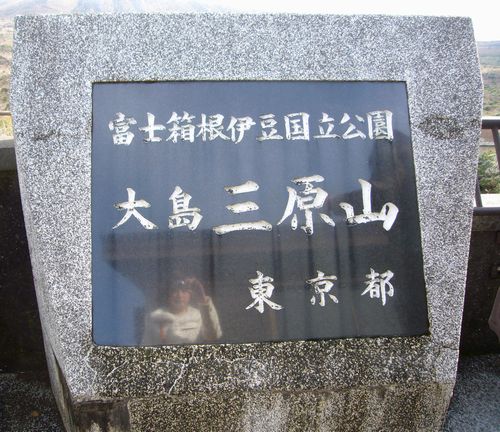 富士箱根伊豆国立公園
大島三原山
東京都